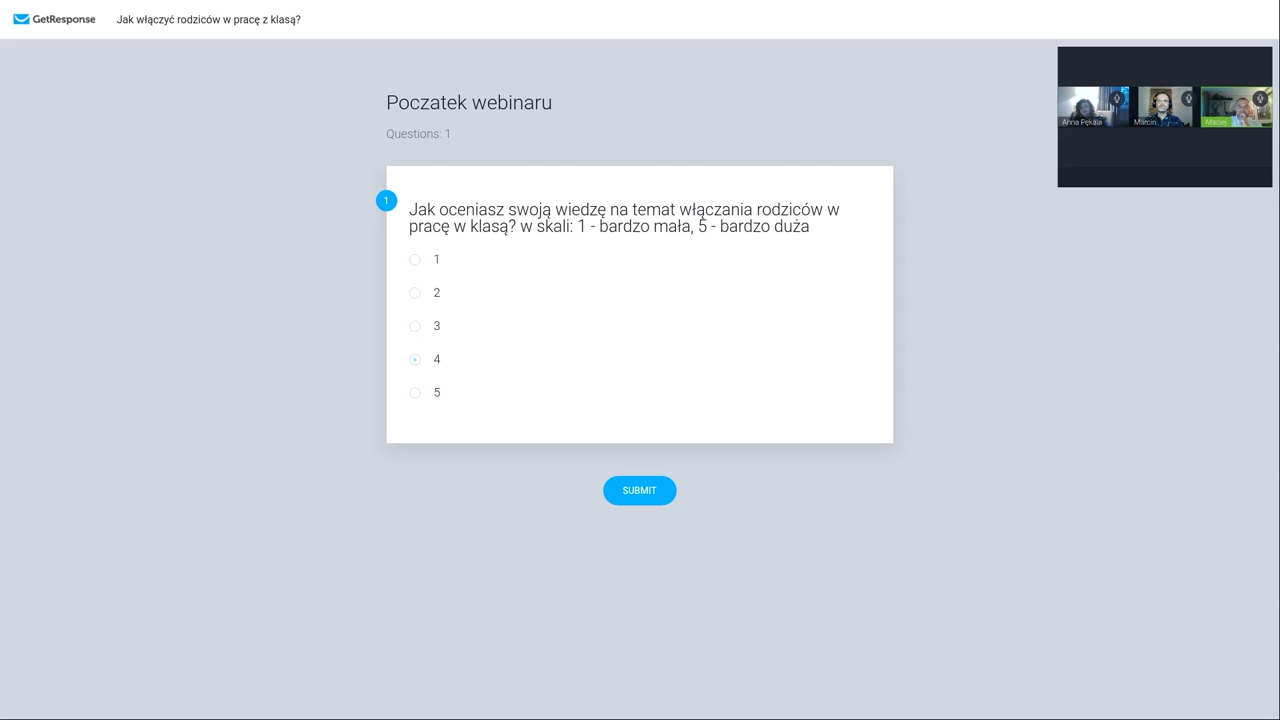 GetResponse
Jak włączyć rodziców w pracę z klasą?
Anna Pękala
Marcin
Maciej
Poczatek webinaru
Questions: 1
1
Jak oceniasz swoją wiedzę na temat włączania rodziców w
pracę w klasą? w skali: 1 - bardzo mała, 5 - bardzo duża
1
2
3
4
5
SUBMIT